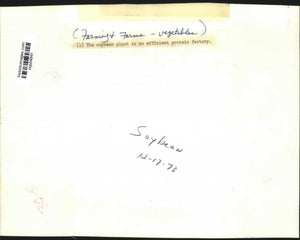 (Farming & Farms - vegetables)
(1) The soybean plant is an efficient protein factory.
Soybean
12-17-73